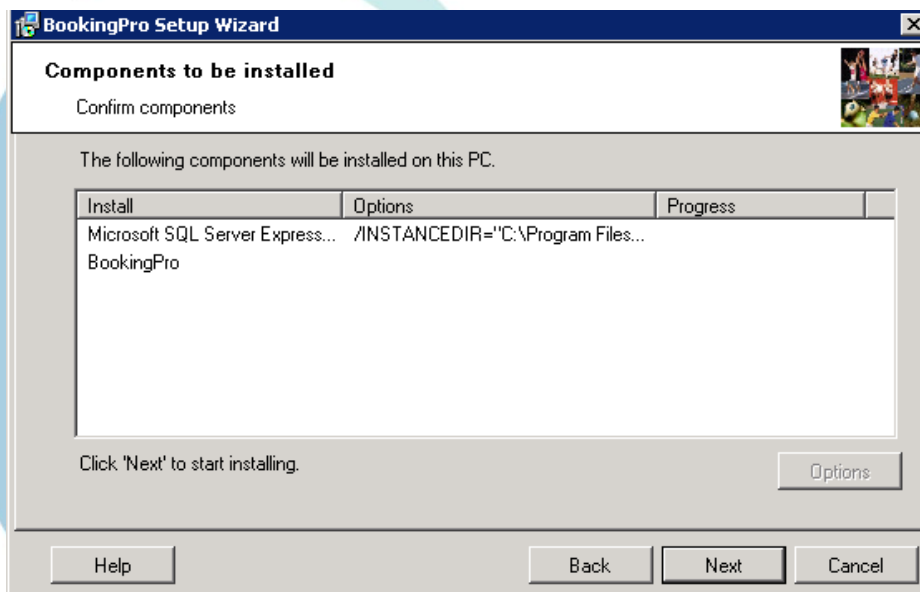 BookingPro Setup Wizard
Components to be installed
Confirm components
The following components will be installed on this PC.
Install Options Progress
Microsoft SQL Server Express... /INSTANCEDIR="C:\Program Files...
BookingPro
Click 'Next' to start installing.
Options
Help Back Next Cancel